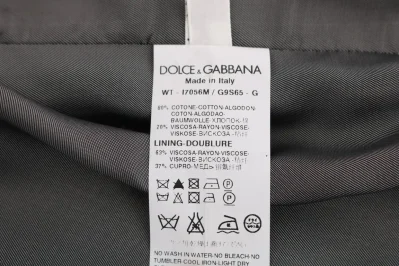 DOLCE & GABBANA
Made in Italy
WT - I7056M / G9S65 - G
80% COTONE-COTTON-ALGODON-
COTON-ALGODAO-
BAUMWOLLE ХЛОПОК-
20% VISCOSA-RAYON-VISCOSE-
VISKOSE-ВИСКОЗА-
LINING-DOUBLURE
63% VISCOSA-RAYON-VISCOSE-
VISKOSE-ВИСКОЗА-
37% CUPRO-МЕДЬ
NO WASH IN WATER-NO BLEACH-NO
TUMBLER COOL IRON-LIGHT DRY